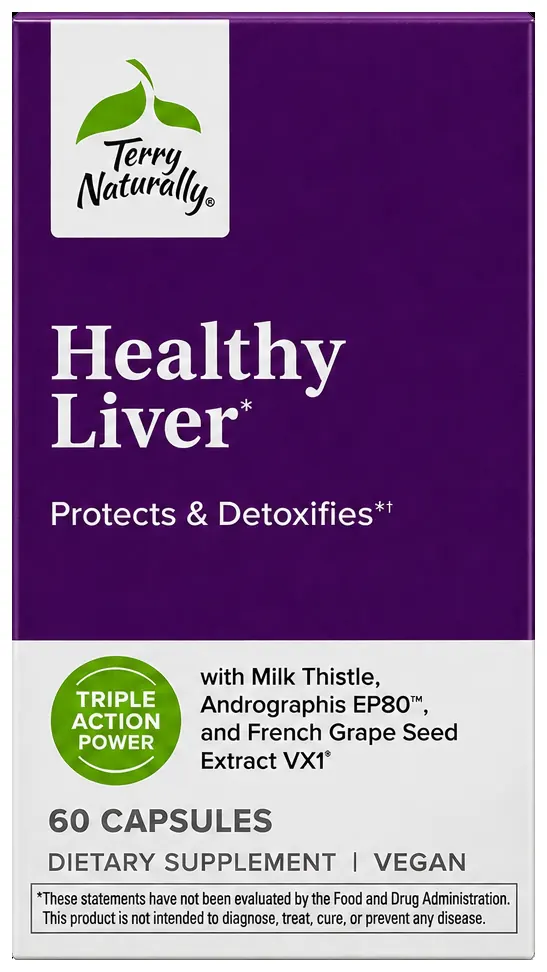 Terry
Naturally®
Healthy
Liver*
Protects & Detoxifies*†
TRIPLE
ACTION
POWER
with Milk Thistle,
Andrographis EP80™,
and French Grape Seed
Extract VX1®
60 CAPSULES
DIETARY SUPPLEMENT | VEGAN
*These statements have not been evaluated by the Food and Drug Administration.
This product is not intended to diagnose, treat, cure, or prevent any disease.